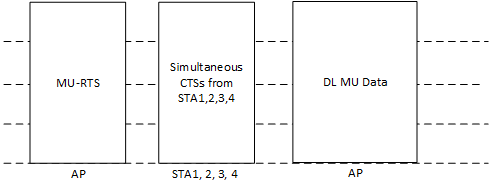 MU-RTS
Simultaneous
CTSs from
STA1,2,3,4
DL MU Data
AP
STA1, 2, 3, 4
AP